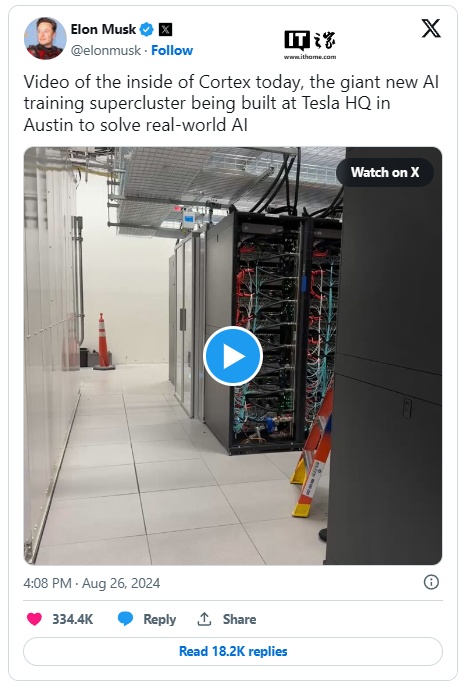 Elon Musk
@elonmusk · Follow
IT之家
www.ithome.com
Video of the inside of Cortex today, the giant new AI
training supercluster being built at Tesla HQ in
Austin to solve real-world AI
Watch on X
4:08 PM · Aug 26, 2024
334.4K Reply Share
Read 18.2K replies